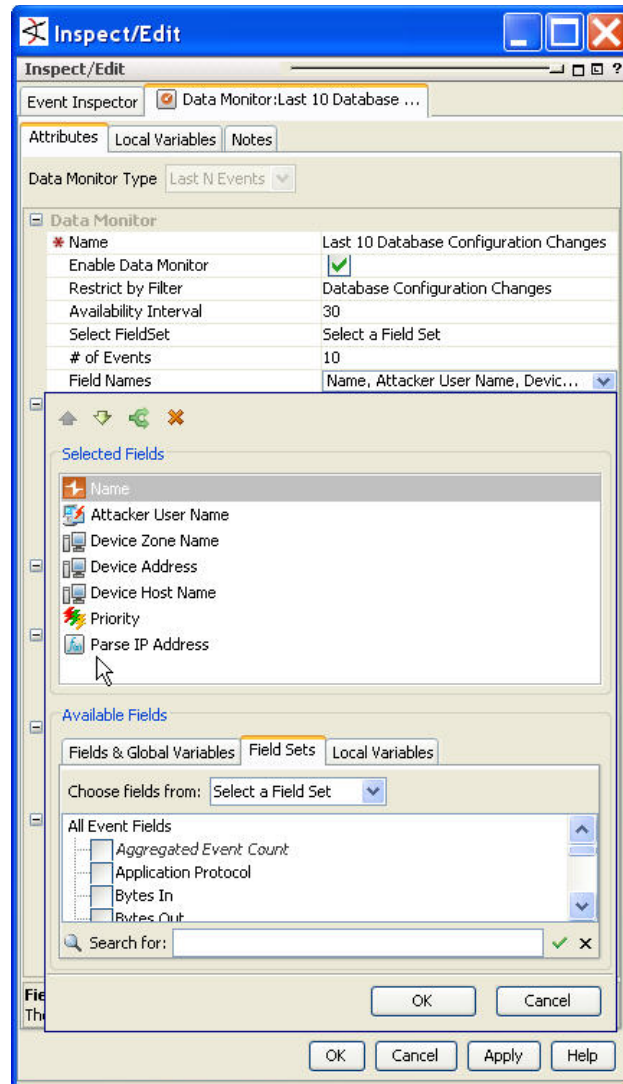 Inspect/Edit
Inspect/Edit ?
Event Inspector Data Monitor:Last 10 Database ...
Attributes Local Variables Notes
Data Monitor Type Last N Events
Data Monitor
* Name Last 10 Database Configuration Changes
Enable Data Monitor
Restrict by Filter Database Configuration Changes
Availability Interval 30
Select FieldSet Select a Field Set
# of Events 10
Field Names Name, Attacker User Name, Devic...
Selected Fields
Name
Attacker User Name
Device Zone Name
Device Address
Device Host Name
Priority
Parse IP Address
Available Fields
Fields & Global Variables Field Sets Local Variables
Choose fields from: Select a Field Set
All Event Fields
Aggregated Event Count
Application Protocol
Bytes In
Bytes Out
Search for:
OK Cancel
Fie
Th
OK Cancel Apply Help